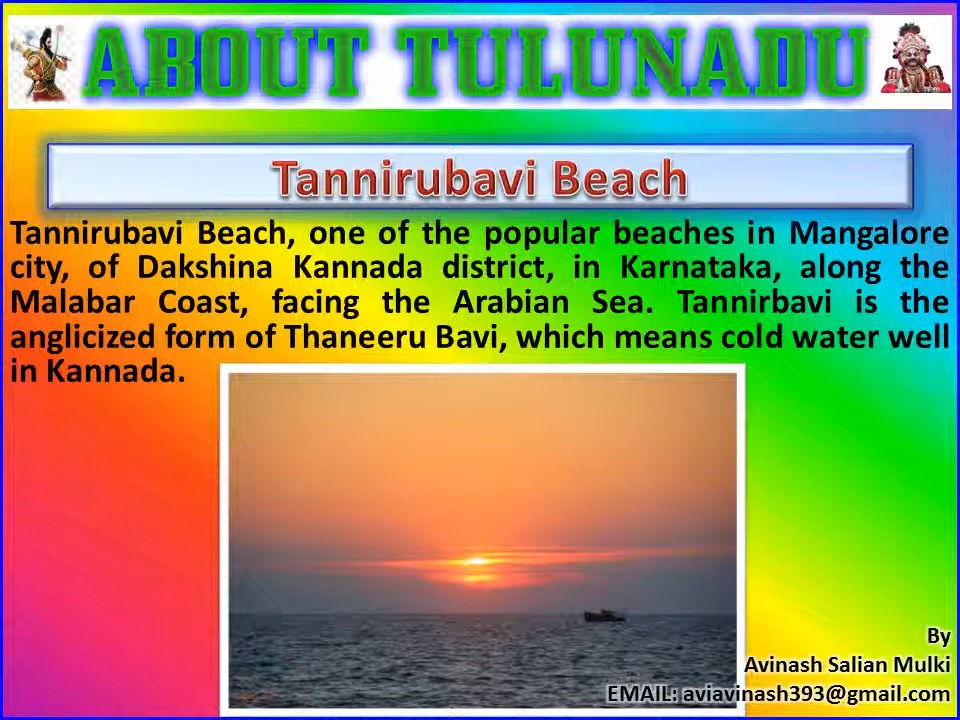 ABOUT TULUNADU
Tannirubavi Beach
Tannirubavi Beach, one of the popular beaches in Mangalore
city, of Dakshina Kannada district, in Karnataka, along the
Malabar Coast, facing the Arabian Sea. Tannirbavi is the
anglicized form of Thaneeru Bavi, which means cold water well
in Kannada.
By
Avinash Salian Mulki
EMAIL: aviavinash393@gmail.com